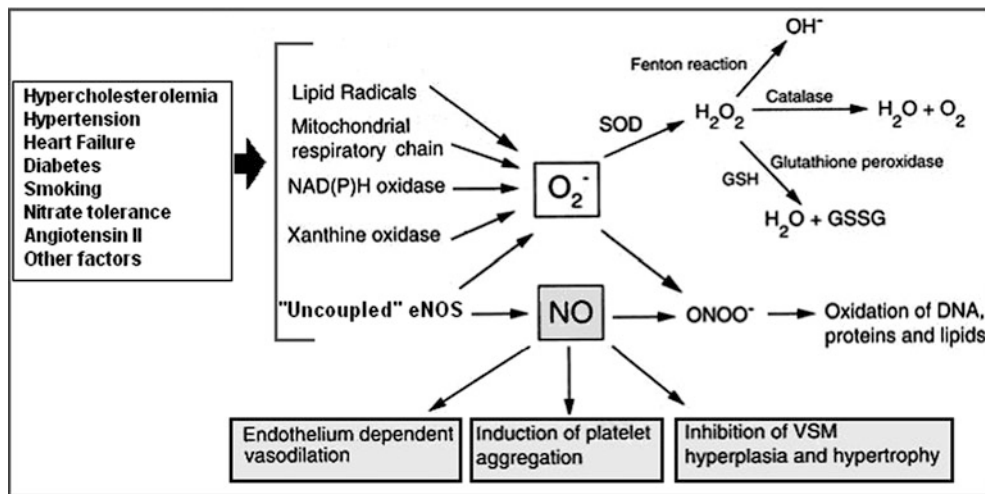 Hypercholesterolemia
Hypertension
Heart Failure
Diabetes
Smoking
Nitrate tolerance
Angiotensin II
Other factors
Lipid Radicals
Mitochondrial
respiratory chain
NAD(P)H oxidase
Xanthine oxidase
"Uncoupled" eNOS
O₂⁻
NO
SOD
Fenton reaction
OH⁻
H₂O₂
Catalase
H₂O + O₂
Glutathione peroxidase
GSH
H₂O + GSSG
ONOO⁻
Oxidation of DNA,
proteins and lipids
Endothelium dependent
vasodilation
Induction of platelet
aggregation
Inhibition of VSM
hyperplasia and hypertrophy